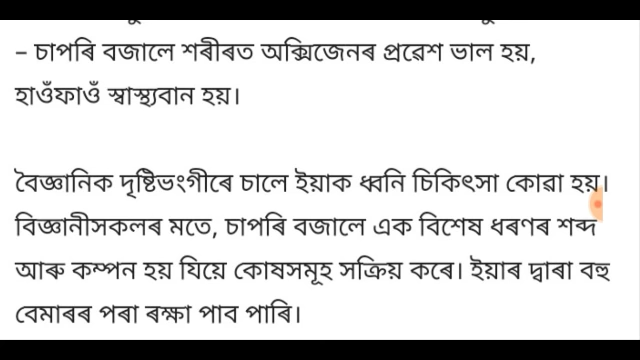 – চাপৰি বজালে শৰীৰত অক্সিজেনৰ প্ৰৱেশ ভাল হয়,
হাওঁফাওঁ স্বাস্থ্যবান হয়।
বৈজ্ঞানিক দৃষ্টিভংগীৰে চালে ইয়াক ধ্বনি চিকিৎসা কোৱা হয়।
বিজ্ঞানীসকলৰ মতে, চাপৰি বজালে এক বিশেষ ধৰণৰ শব্দ
আৰু কম্পন হয় যিয়ে কোষসমূহ সক্ৰিয় কৰে। ইয়াৰ দ্বাৰা বহু
বেমাৰৰ পৰা ৰক্ষা পাব পাৰি।